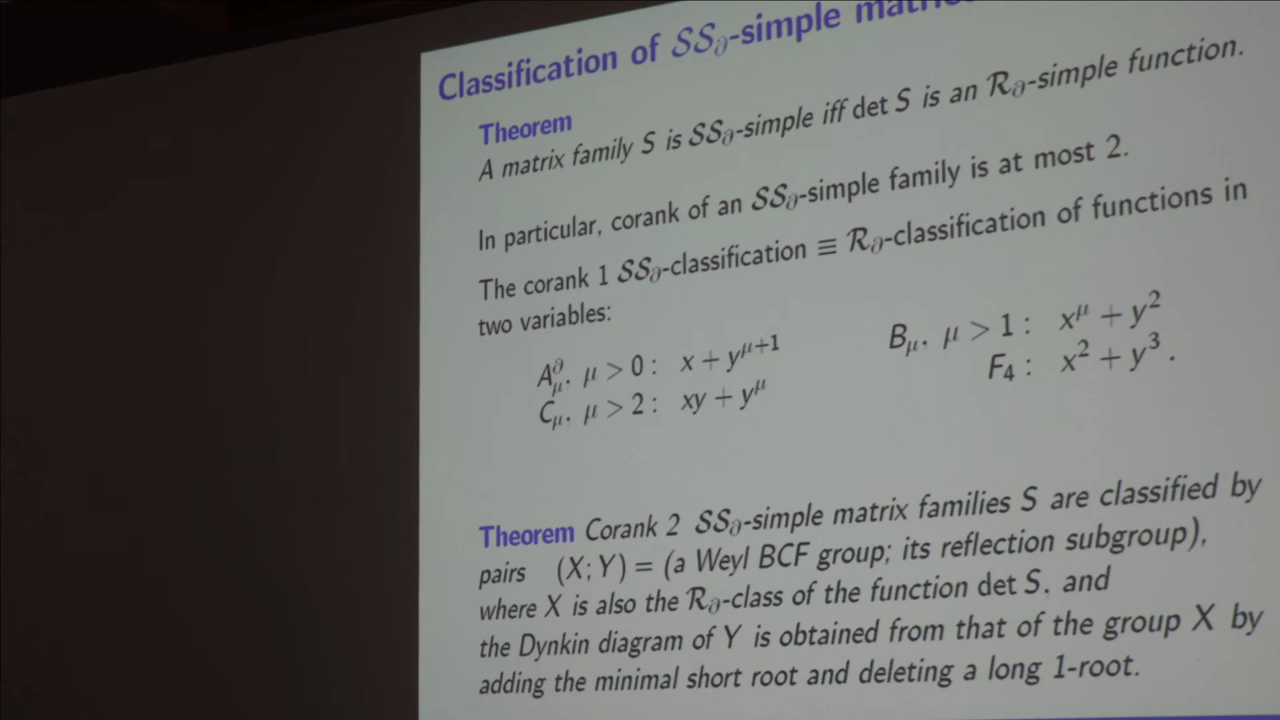 Classification of SS∂-simple
Theorem
A matrix family S is SS∂-simple iff det S is an R∂-simple function.
In particular, corank of an SS∂-simple family is at most 2.
The corank 1 SS∂-classification ≡ R∂-classification of functions in
two variables:
A∂μ, μ > 0 : x + y^μ+1 Bμ, μ > 1 : x^μ + y^2
Cμ, μ > 2 : xy + y^μ F4 : x^2 + y^3 .
Theorem Corank 2 SS∂-simple matrix families S are classified by
pairs (X; Y) = (a Weyl BCF group; its reflection subgroup),
where X is also the R∂-class of the function det S, and
the Dynkin diagram of Y is obtained from that of the group X by
adding the minimal short root and deleting a long 1-root.